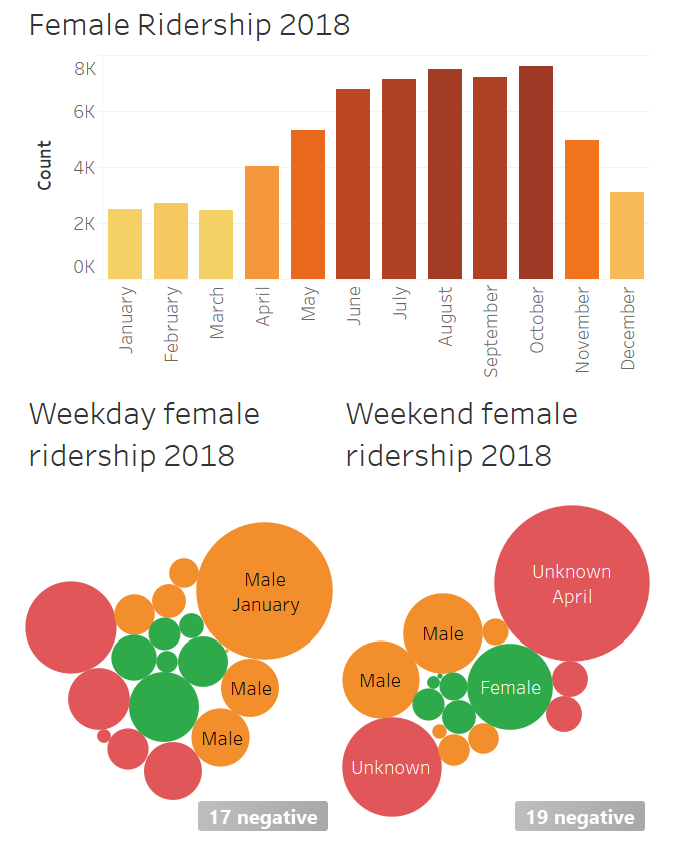 Female Ridership 2018
8K
6K
4K
2K
0K
Count
January
February
March
April
May
June
July
August
September
October
November
December
Weekday female
ridership 2018
Male
January
Male
Male
17 negative
Weekend female
ridership 2018
Unknown
April
Male
Male
Female
Unknown
19 negative